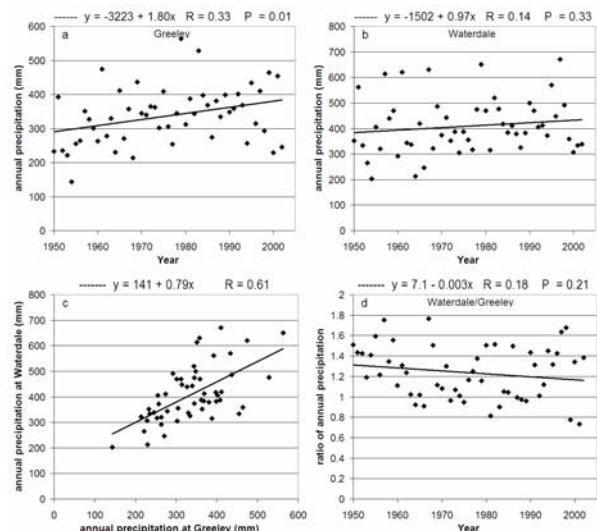 ------ y = -3223 + 1.80x R = 0.33 P = 0.01
a Greeley
annual precipitation (mm)
600
500
400
300
200
100
0
1950 1960 1970 1980 1990 2000
Year
------ y = -1502 + 0.97x R = 0.14 P = 0.33
b Waterdale
annual precipitation (mm)
800
700
600
500
400
300
200
100
0
1950 1960 1970 1980 1990 2000
Year
------- y = 141 + 0.79x R = 0.61
c
annual precipitation at Waterdale (mm)
800
700
600
500
400
300
200
100
0
0 100 200 300 400 500 600
annual precipitation at Greeley (mm)
------- y = 7.1 - 0.003x R = 0.18 P = 0.21
Waterdale/Greeley d
ratio of annual precipitation
2
1.8
1.6
1.4
1.2
1
0.8
0.6
0.4
0.2
0
1950 1960 1970 1980 1990 2000
Year